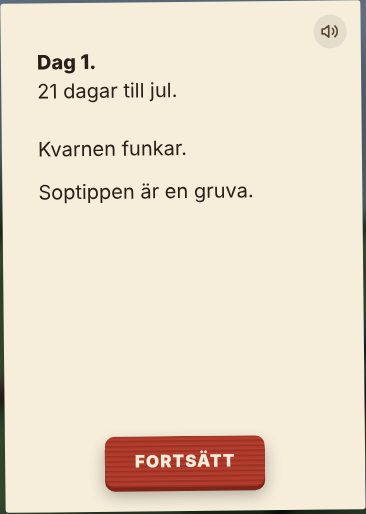 Dag 1.
21 dagar till jul.
Kvarnen funkar.
Soptippen är en gruva.
FORTSÄTT